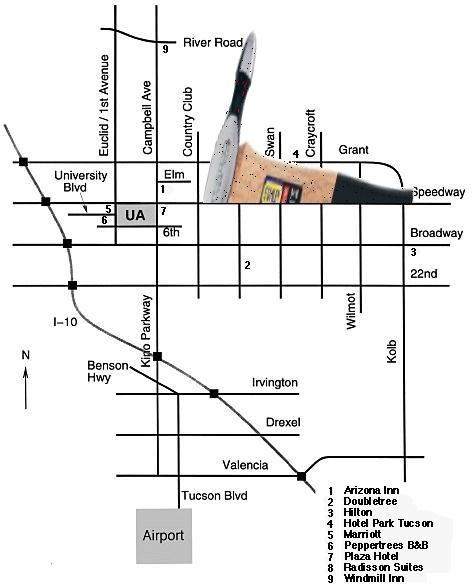 River Road
9
Euclid / 1st Avenue
Campbell Ave
Country Club
Swan
Craycroft
4
Grant
University
Blvd
Elm
1
Speedway
5
UA
7
6
6th
Broadway
2
3
22nd
I-10
Kino Parkway
Wilmot
Kolb
N
Benson
Hwy
Irvington
Drexel
Valencia
Tucson Blvd
Airport
1 Arizona Inn
2 Doubletree
3 Hilton
4 Hotel Park Tucson
5 Marriott
6 Peppertrees B&B
7 Plaza Hotel
8 Radisson Suites
9 Windmill Inn